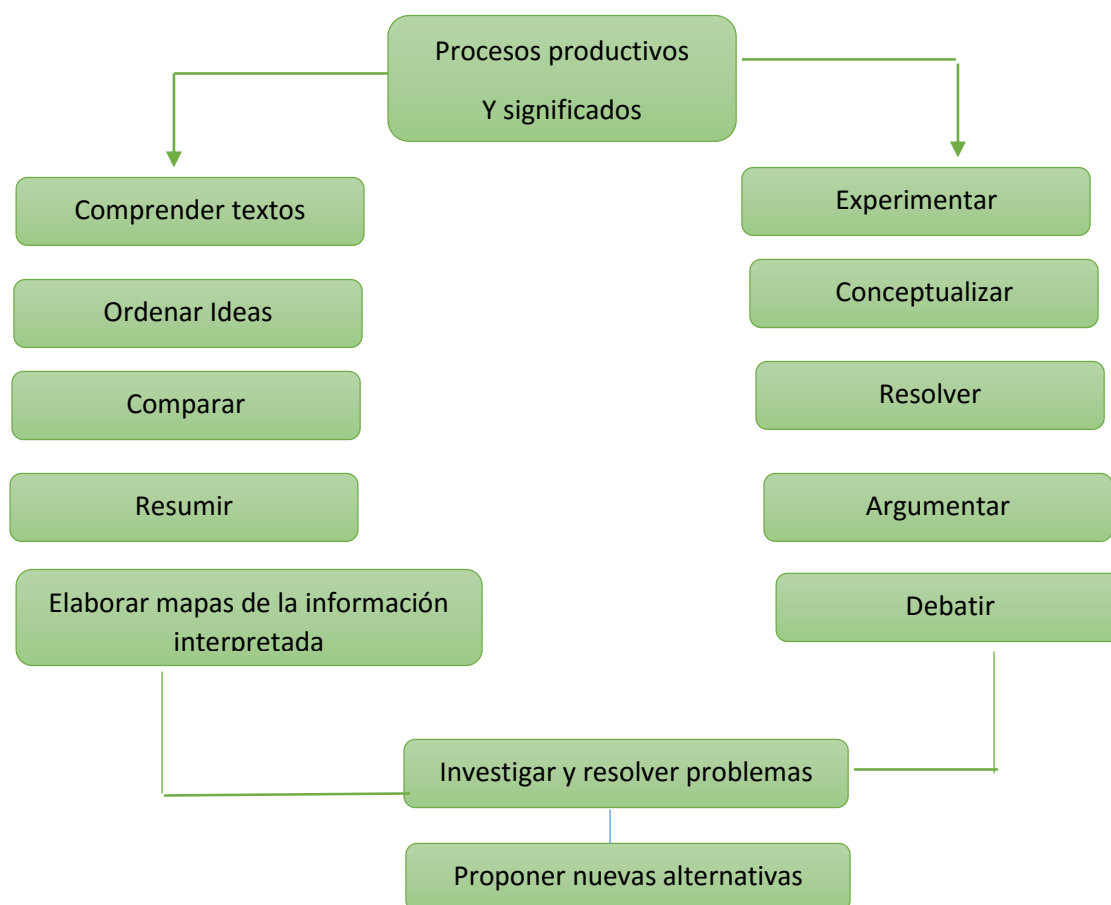 Procesos productivos
Y significados
Comprender textos
Ordenar Ideas
Comparar
Resumir
Elaborar mapas de la información
interpretada
Experimentar
Conceptualizar
Resolver
Argumentar
Debatir
Investigar y resolver problemas
Proponer nuevas alternativas